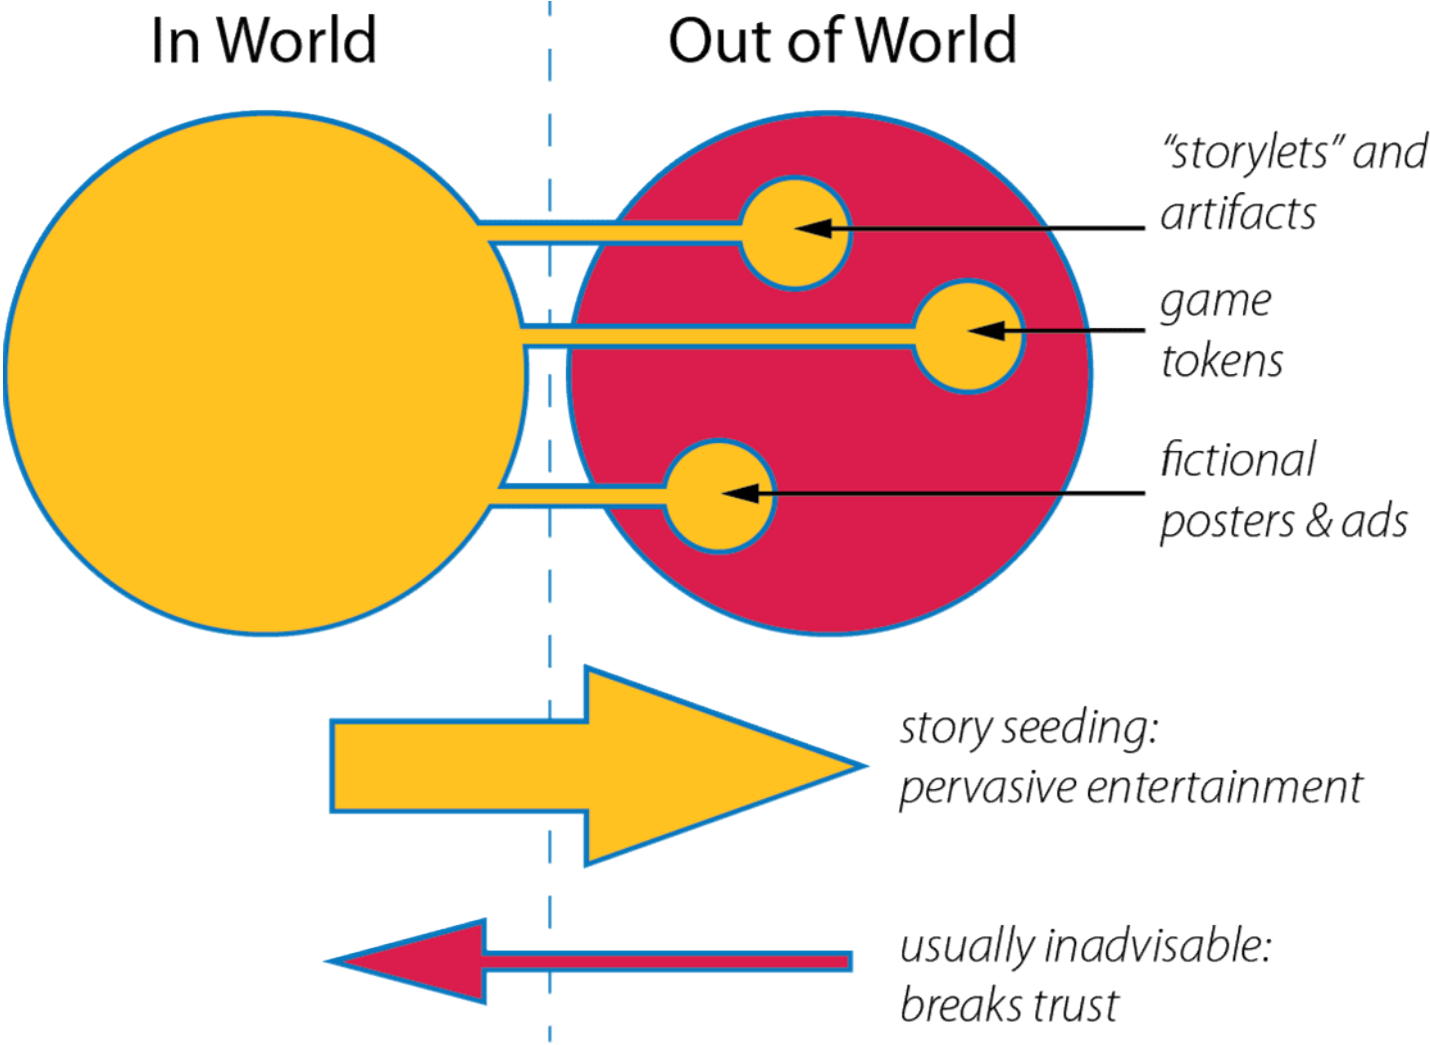 In World
Out of World
“storylets” and
artifacts
game
tokens
fictional
posters & ads
story seeding:
pervasive entertainment
usually inadvisable:
breaks trust